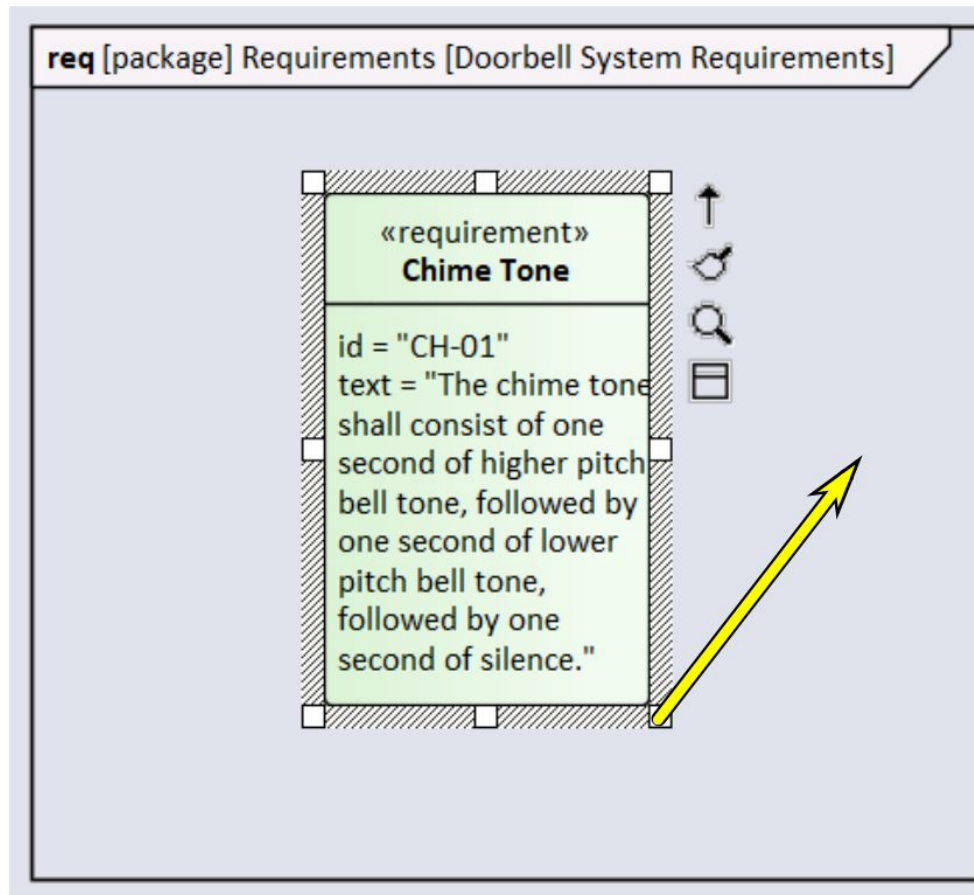 req [package] Requirements [Doorbell System Requirements]
«requirement»
Chime Tone
id = "CH-01"
text = "The chime tone
shall consist of one
second of higher pitch
bell tone, followed by
one second of lower
pitch bell tone,
followed by one
second of silence."